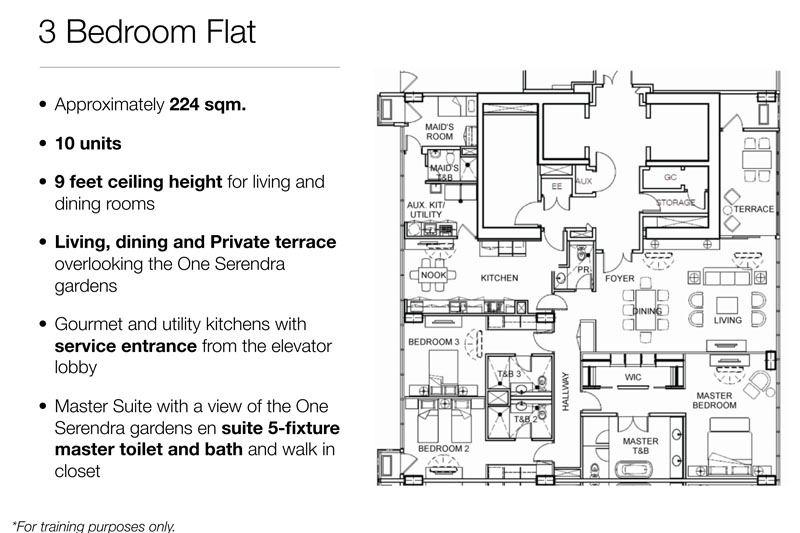 3 Bedroom Flat
• Approximately 224 sqm.
• 10 units
• 9 feet ceiling height for living and
dining rooms
• Living, dining and Private terrace
overlooking the One Serendra
gardens
• Gourmet and utility kitchens with
service entrance from the elevator
lobby
• Master Suite with a view of the One
Serendra gardens en suite 5-fixture
master toilet and bath and walk in
closet
*For training purposes only.
MAID'S
ROOM
MAID'S
T&B
AUX. KIT/
UTILITY
EE
AUX
GC
STORAGE
TERRACE
NOOK
KITCHEN
PR
FOYER
DINING
LIVING
BEDROOM 3
T&B 3
HALLWAY
WIC
MASTER
BEDROOM
T&B 2
BEDROOM 2
MASTER
T&B